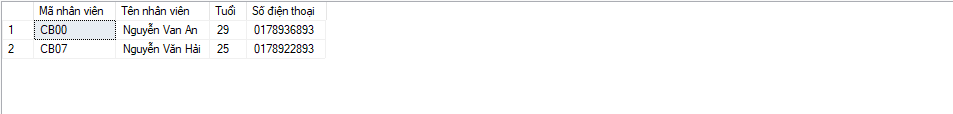 Mã nhân viên Tên nhân viên Tuổi Số điện thoại
1 CB00 Nguyễn Van An 29 0178936893
2 CB07 Nguyễn Văn Hải 25 0178922893